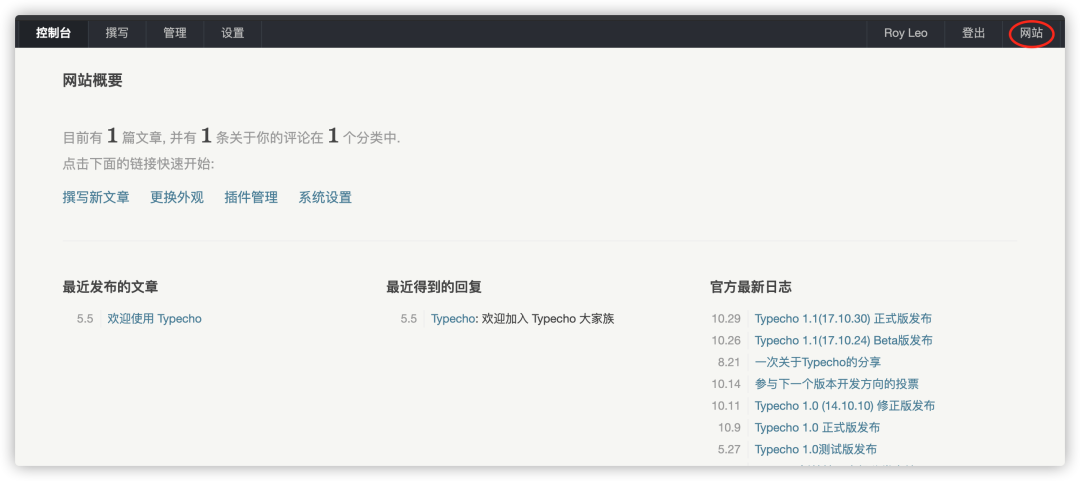 控制台 撰写 管理 设置 Roy Leo 登出 网站
网站概要
目前有 1 篇文章, 并有 1 条关于你的评论在 1 个分类中.
点击下面的链接快速开始:
撰写新文章 更换外观 插件管理 系统设置
最近发布的文章
5.5 欢迎使用 Typecho
最近得到的回复
5.5 Typecho: 欢迎加入 Typecho 大家族
官方最新日志
10.29 Typecho 1.1(17.10.30) 正式版发布
10.26 Typecho 1.1(17.10.24) Beta版发布
8.21 一次关于Typecho的分享
10.14 参与下一个版本开发方向的投票
10.11 Typecho 1.0 (14.10.10) 修正版发布
10.9 Typecho 1.0 正式版发布
5.27 Typecho 1.0测试版发布